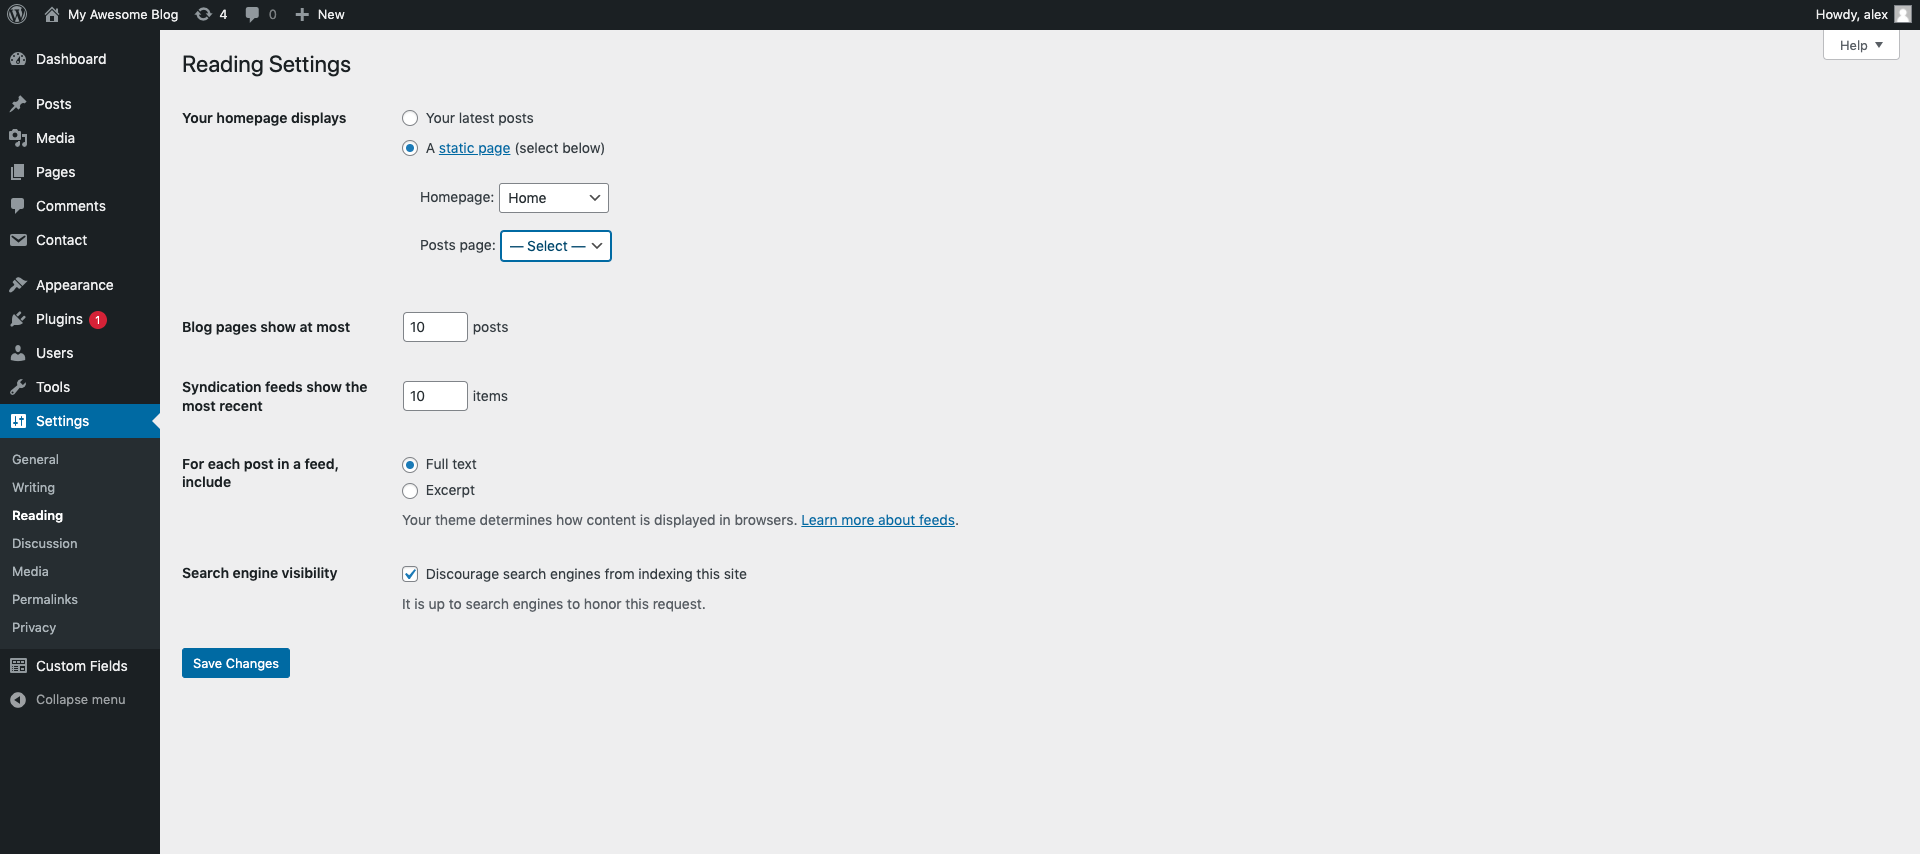 My Awesome Blog 4 0 New Howdy, alex
Help
Dashboard
Posts
Media
Pages
Comments
Contact
Appearance
Plugins 1
Users
Tools
Settings
General
Writing
Reading
Discussion
Media
Permalinks
Privacy
Custom Fields
Collapse menu
Reading Settings
Your homepage displays
Your latest posts
A static page (select below)
Homepage: Home
Posts page: — Select —
Blog pages show at most 10 posts
Syndication feeds show the
most recent
10 items
For each post in a feed,
include
Full text
Excerpt
Your theme determines how content is displayed in browsers. Learn more about feeds.
Search engine visibility
Discourage search engines from indexing this site
It is up to search engines to honor this request.
Save Changes